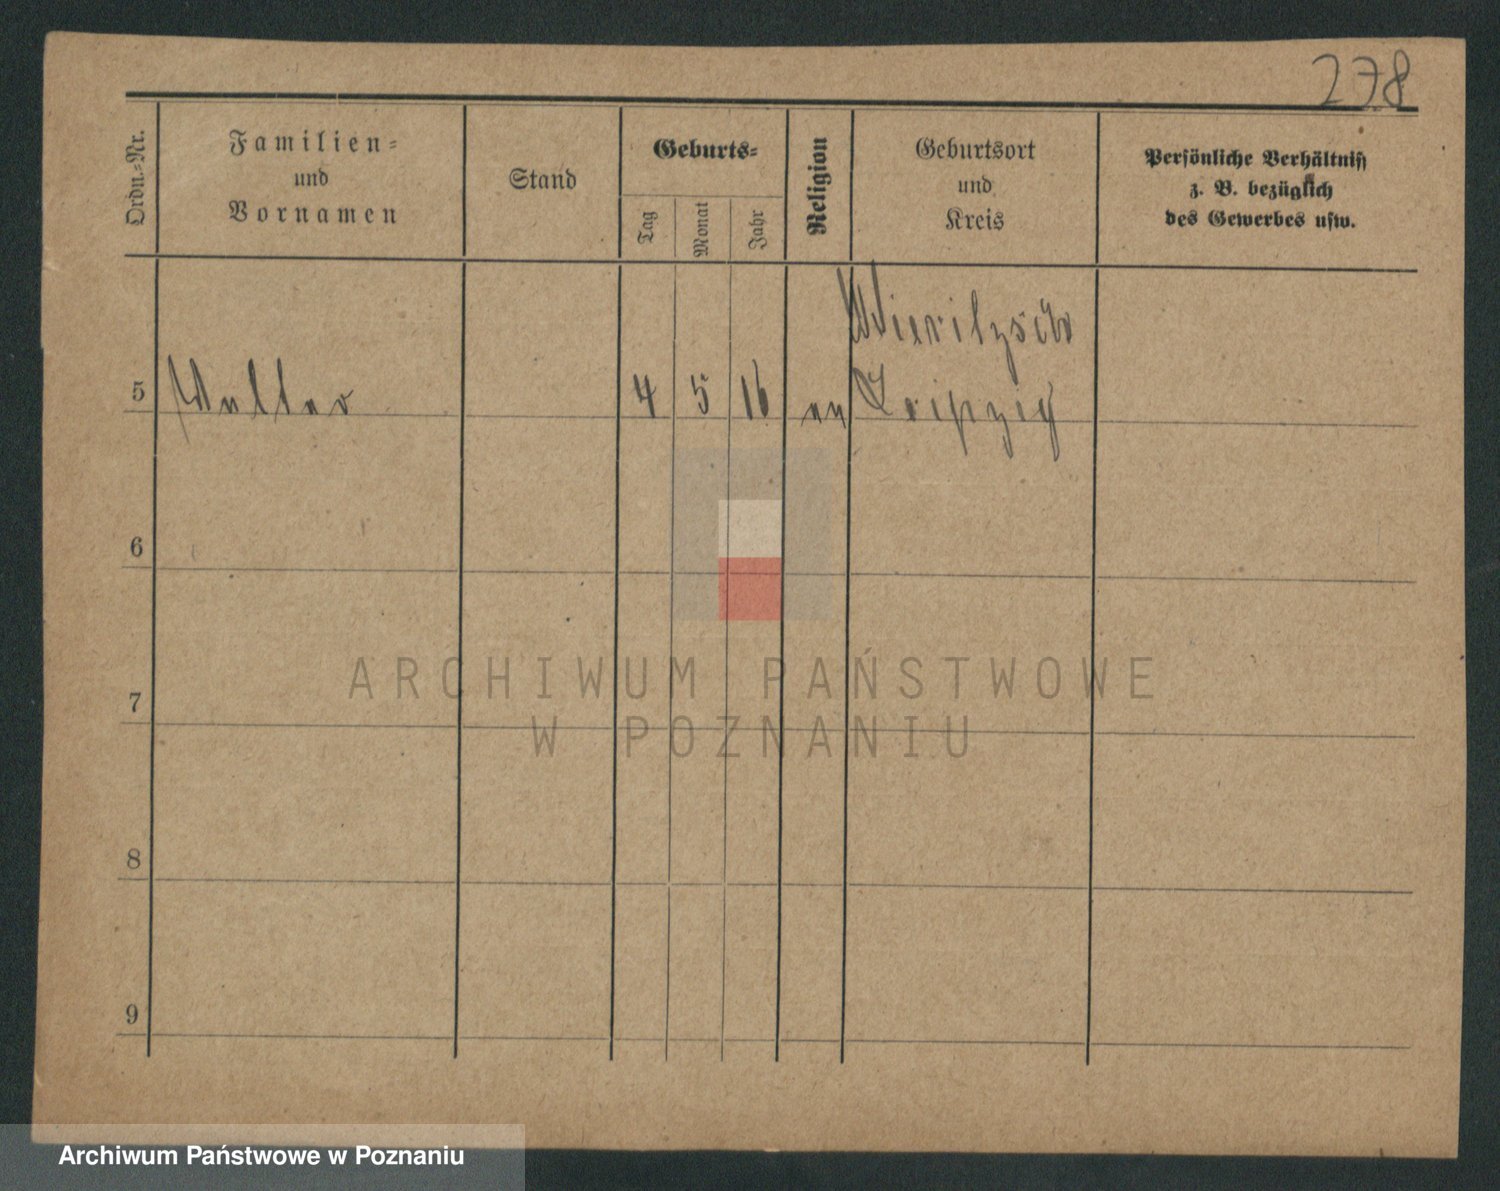 278
Ordn.-Nr.
Familien-
und
Vornamen
Stand
Geburts-
Tag
Monat
Jahr
Religion
Geburtsort
und
Kreis
Persönliche Verhältniss
z. B. bezüglich
des Gewerbes usw.
5 Walter 4 5 16 ev
Leipzig
6
7
8
9
ARCHIWUM PAŃSTWOWE
W POZNANIU
Archiwum Państwowe w Poznaniu